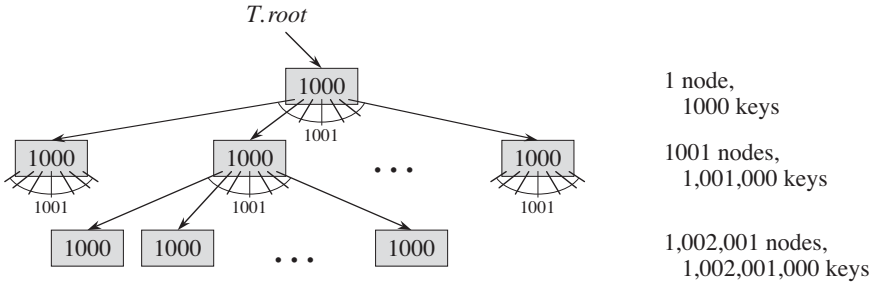 T.root
1000
1 node,
1000 keys
1001
1000 1000 ... 1000
1001 nodes,
1,001,000 keys
1001 1001 1001
1000 1000 ... 1000
1,002,001 nodes,
1,002,001,000 keys